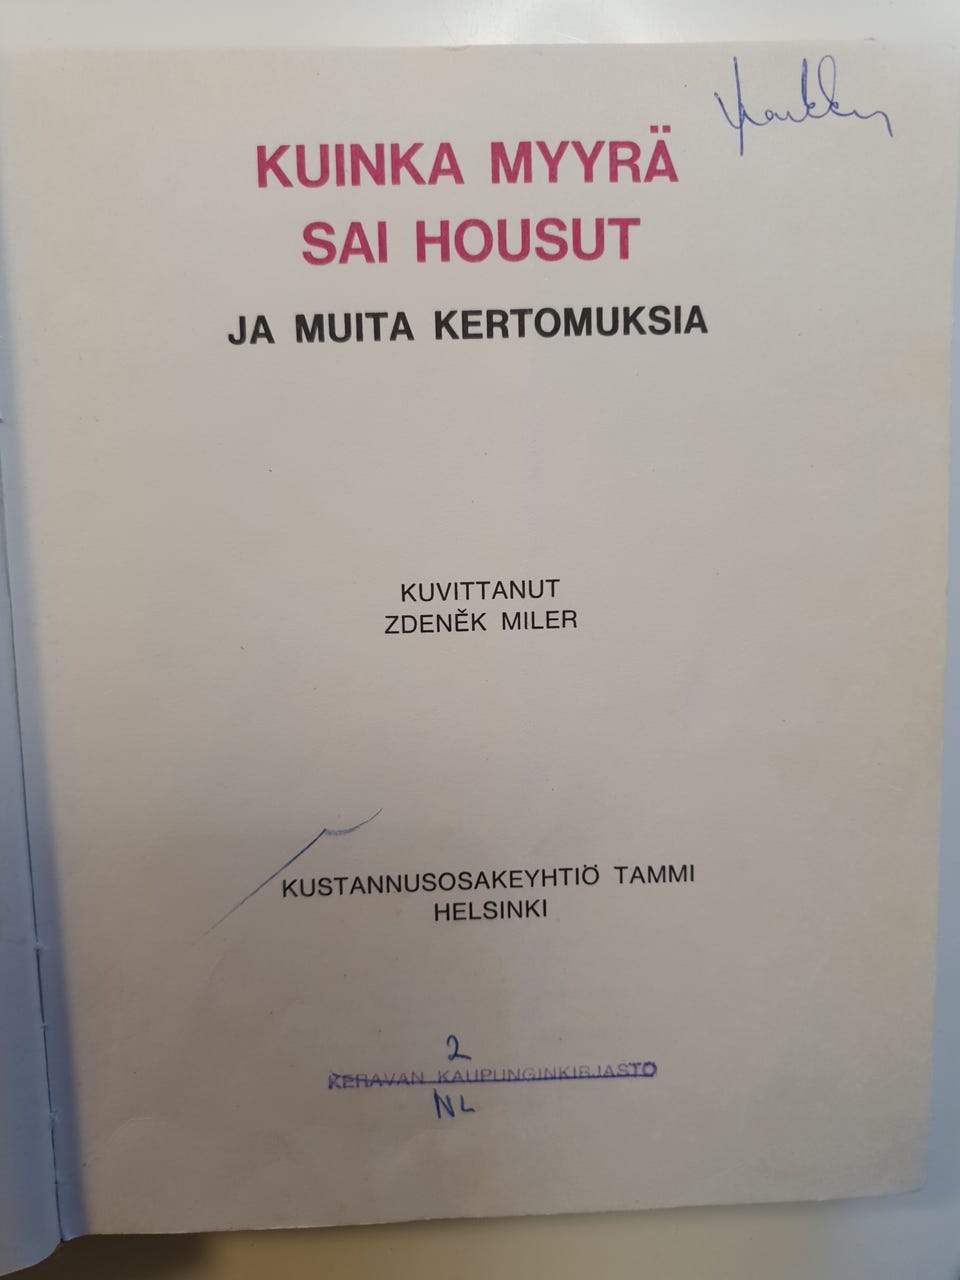 KUINKA MYYRÄ
SAI HOUSUT
JA MUITA KERTOMUKSIA
KUVITTANUT
ZDENĚK MILER
KUSTANNUSOSAKEYHTIÖ TAMMI
HELSINKI
2
KERAVAN KAUPUNGINKIRJASTO
NL